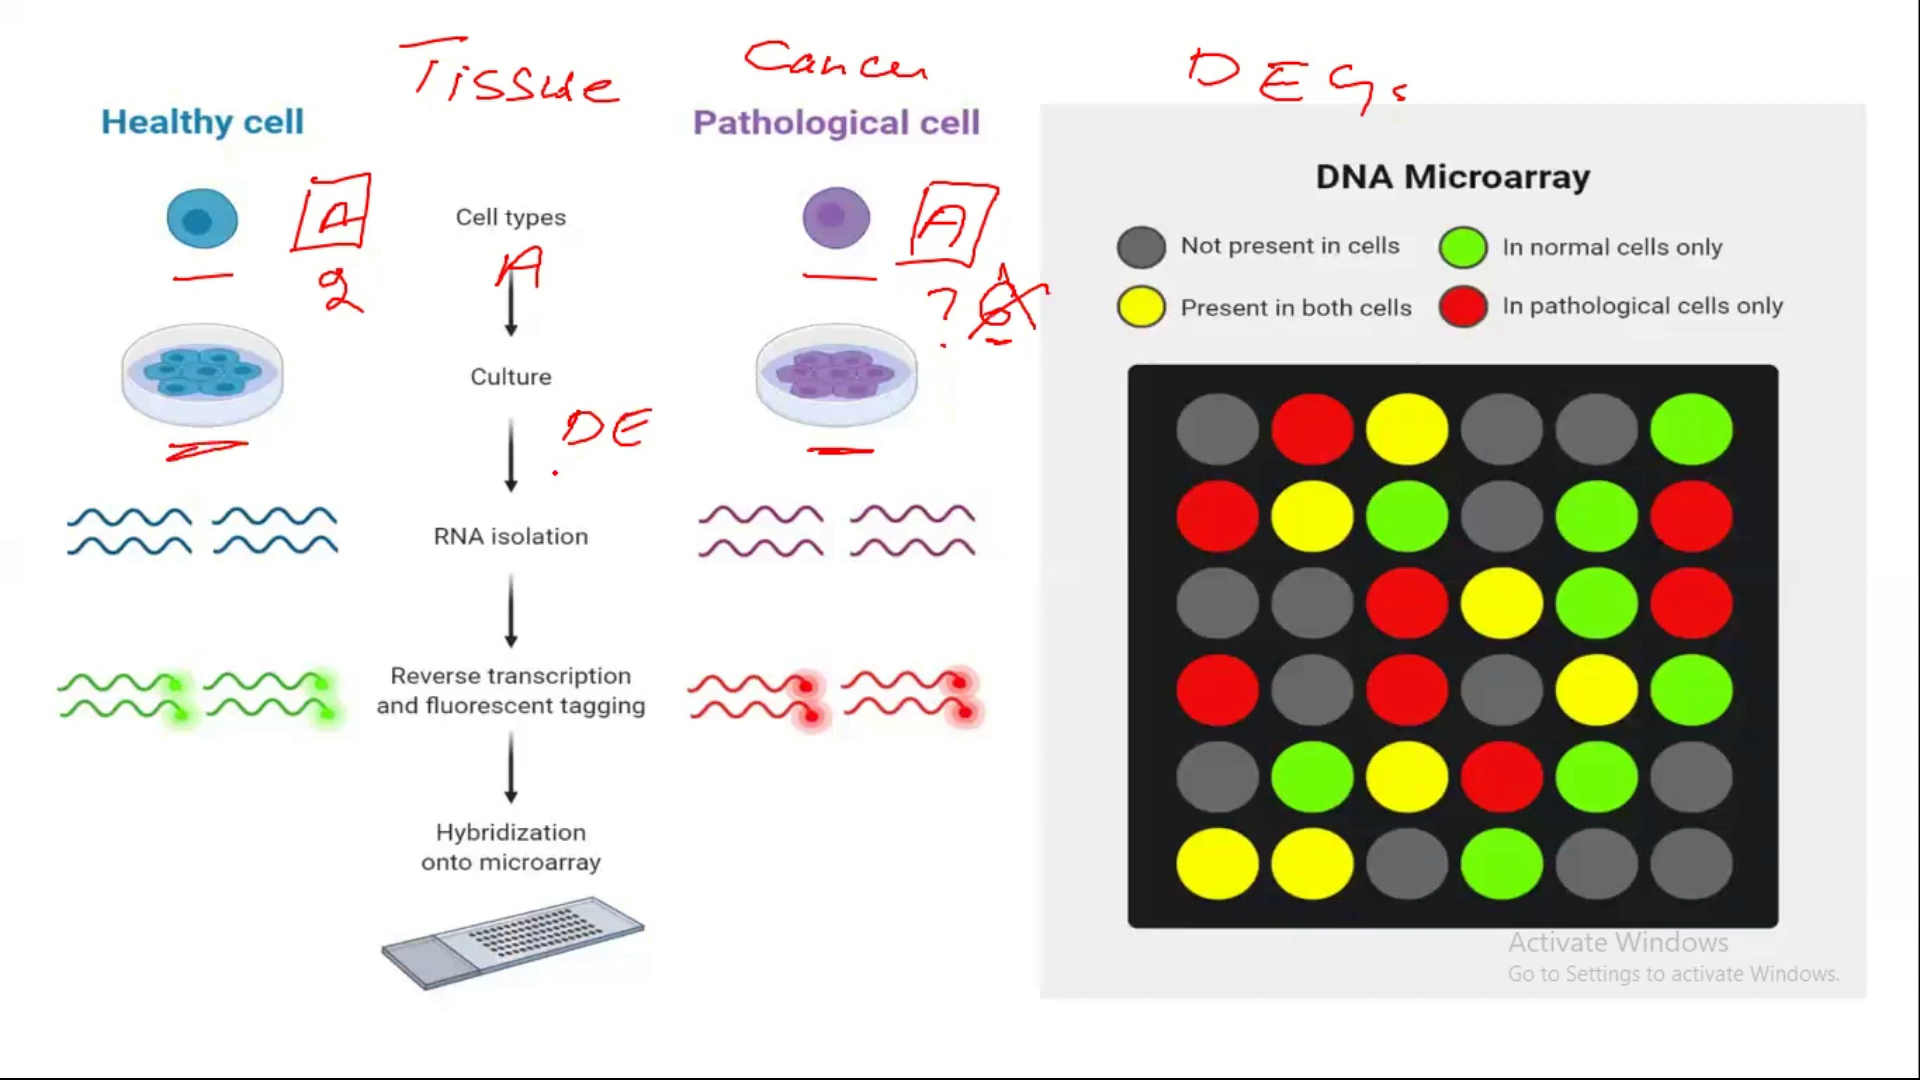 Tissue
Cancer
DEGs
Healthy cell
Pathological cell
DNA Microarray
A
Cell types
A
Not present in cells
In normal cells only
A
2
?
Present in both cells
In pathological cells only
Culture
DE
RNA isolation
Reverse transcription
and fluorescent tagging
Hybridization
onto microarray
Activate Windows
Go to Settings to activate Windows.